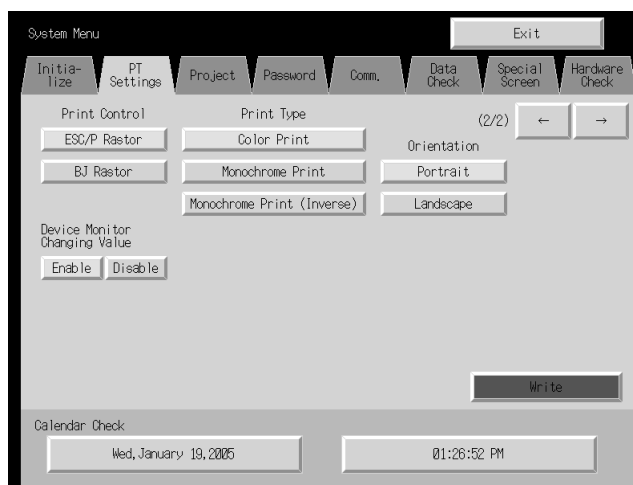 System Menu
Exit
Initia-
lize
PT
Settings
Project
Password
Comm.
Data
Check
Special
Screen
Hardware
Check
Print Control
Print Type
(2/2)
←
→
ESC/P Rastor
Color Print
Orientation
BJ Rastor
Monochrome Print
Portrait
Monochrome Print (Inverse)
Landscape
Device Monitor
Changing Value
Enable
Disable
Write
Calendar Check
Wed,January 19,2005
01:26:52 PM